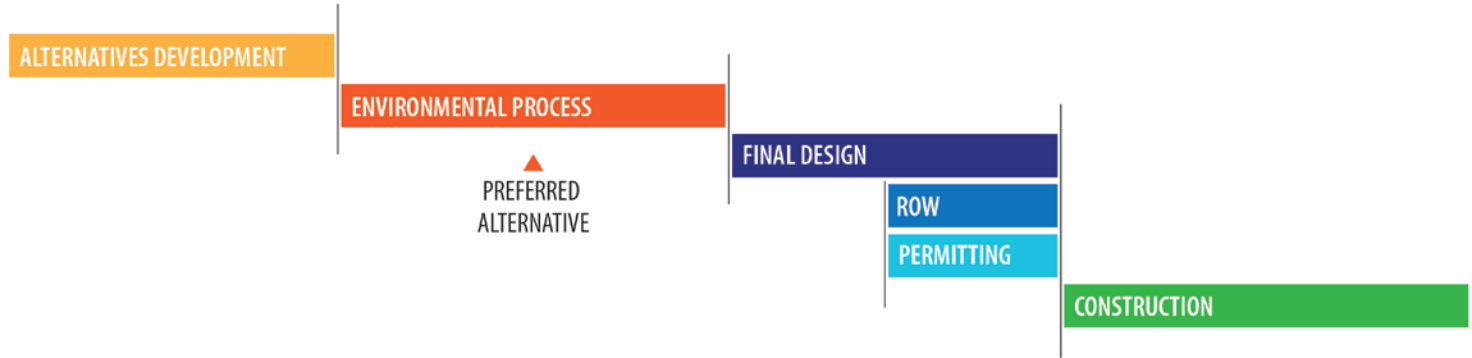 ALTERNATIVES DEVELOPMENT
ENVIRONMENTAL PROCESS
PREFERRED
ALTERNATIVE
FINAL DESIGN
ROW
PERMITTING
CONSTRUCTION